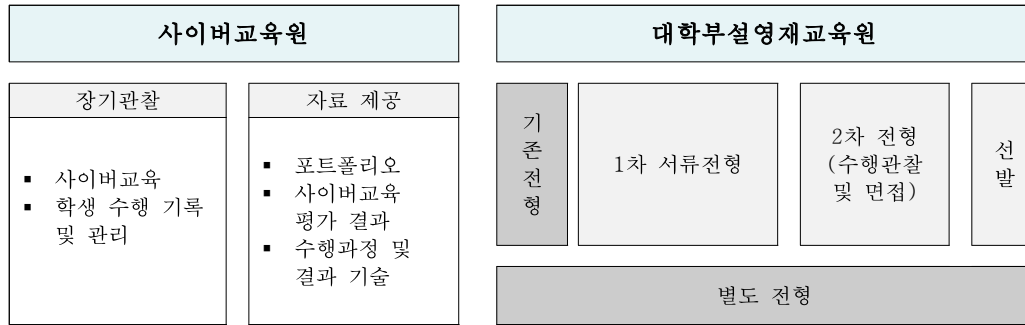 사이버교육원
장기관찰
▪ 사이버교육
▪ 학생 수행 기록
및 관리
자료 제공
▪ 포트폴리오
▪ 사이버교육
평가 결과
▪ 수행과정 및
결과 기술
대학부설영재교육원
기
존
전
형
1차 서류전형
2차 전형
(수행관찰
및 면접)
선
발
별도 전형